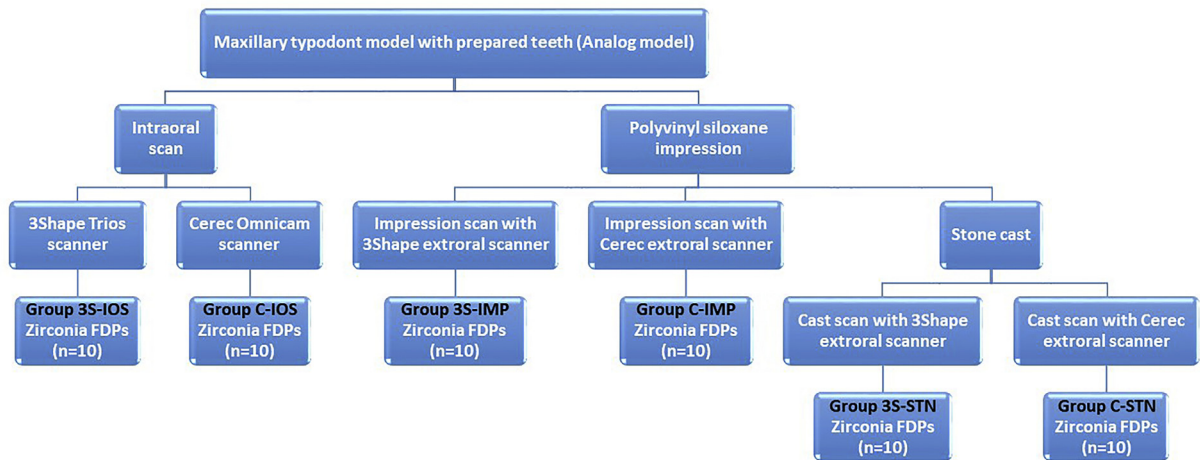 Maxillary typodont model with prepared teeth (Analog model)
Intraoral
scan
Polyvinyl siloxane
impression
3Shape Trios
scanner
Cerec Omnicam
scanner
Impression scan with
3Shape extroral scanner
Impression scan with
Cerec extroral scanner
Stone cast
Group 3S-IOS
Zirconia FDPs
(n=10)
Group C-IOS
Zirconia FDPs
(n=10)
Group 3S-IMP
Zirconia FDPs
(n=10)
Group C-IMP
Zirconia FDPs
(n=10)
Cast scan with 3Shape
extroral scanner
Cast scan with Cerec
extroral scanner
Group 3S-STN
Zirconia FDPs
(n=10)
Group C-STN
Zirconia FDPs
(n=10)